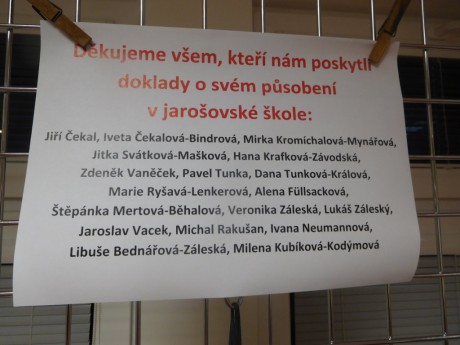 Děkujeme všem, kteří nám poskytli
doklady o svém působení
v jarošovské škole:
Jiří Čekal, Iveta Čekalová-Bindrová, Mirka Kromíchalová-Mynářová,
Jitka Svátková-Mašková, Hana Krafková-Závodská,
Zdeněk Vaněček, Pavel Tunka, Dana Tunková-Králová,
Marie Ryšavá-Lenkerová, Alena Füllsacková,
Štěpánka Mertová-Běhalová, Veronika Záleská, Lukáš Záleský,
Jaroslav Vacek, Michal Rakušan, Ivana Neumannová,
Libuše Bednářová-Záleská, Milena Kubíková-Kodýmová